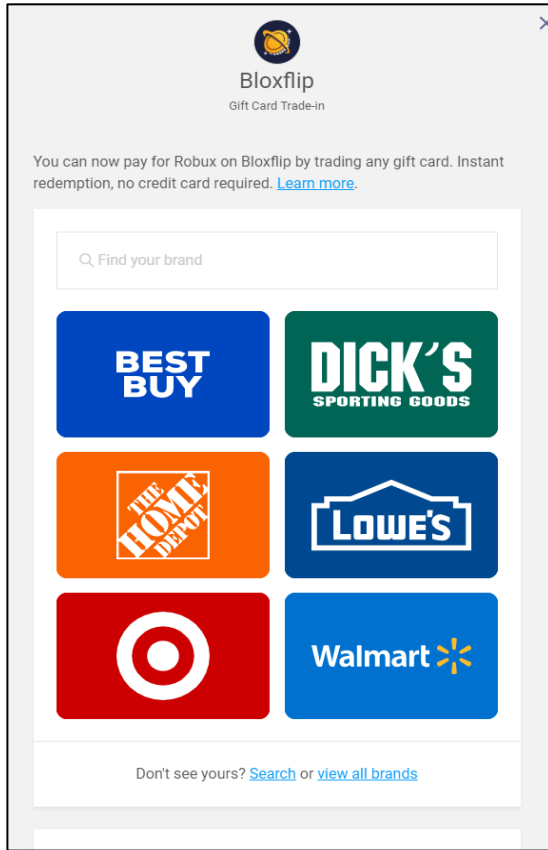 Bloxflip
Gift Card Trade-in
You can now pay for Robux on Bloxflip by trading any gift card. Instant
redemption, no credit card required. Learn more.
Find your brand
BEST
BUY
DICK'S
SPORTING GOODS
THE
HOME
DEPOT
LOWE'S
Walmart
Don't see yours? Search or view all brands